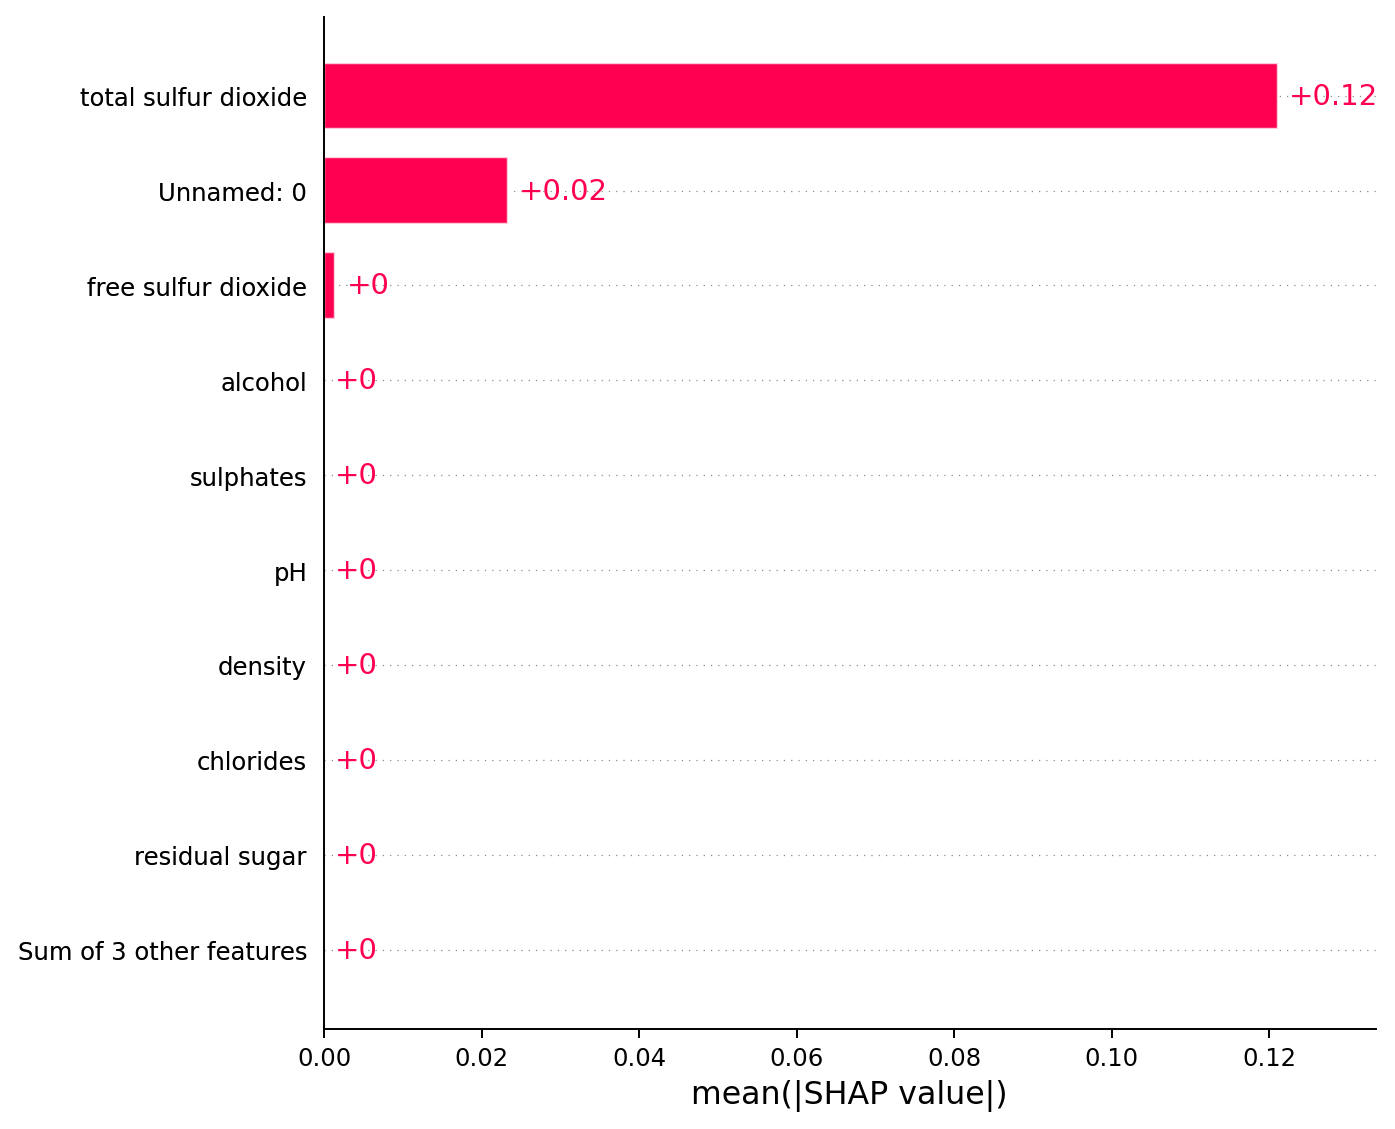 total sulfur dioxide +0.12
Unnamed: 0 +0.02
free sulfur dioxide +0
alcohol +0
sulphates +0
pH +0
density +0
chlorides +0
residual sugar +0
Sum of 3 other features +0
0.00 0.02 0.04 0.06 0.08 0.10 0.12
mean(|SHAP value|)